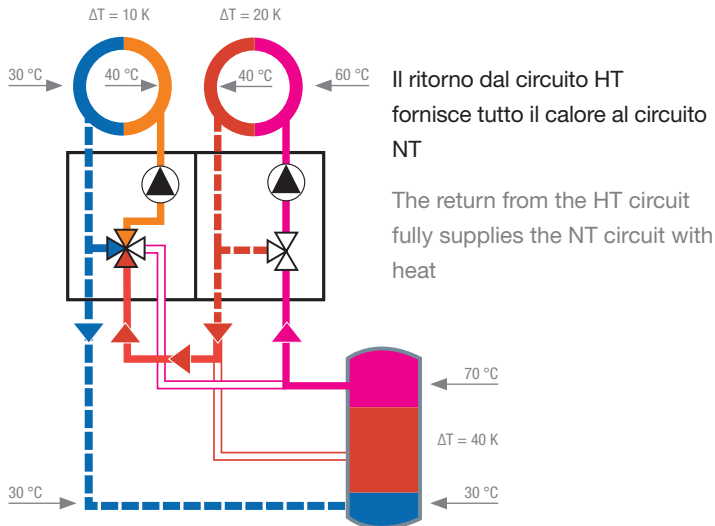 ΔT = 10 K
ΔT = 20 K
30 °C
40 °C
40 °C
60 °C
Il ritorno dal circuito HT
fornisce tutto il calore al circuito
NT
The return from the HT circuit
fully supplies the NT circuit with
heat
70 °C
ΔT = 40 K
30 °C
30 °C